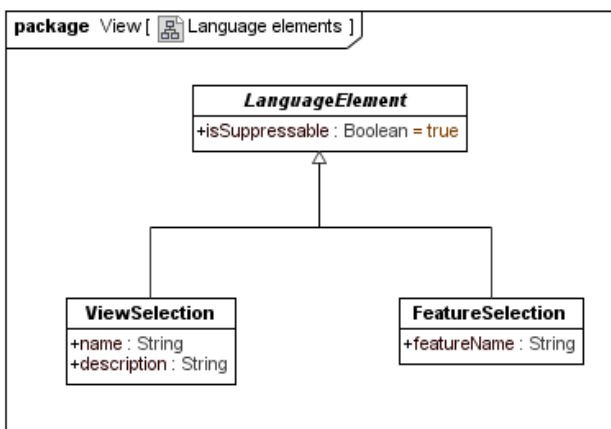 package View [ Language elements ]
LanguageElement
+isSuppressable : Boolean = true
ViewSelection
+name : String
+description : String
FeatureSelection
+featureName : String